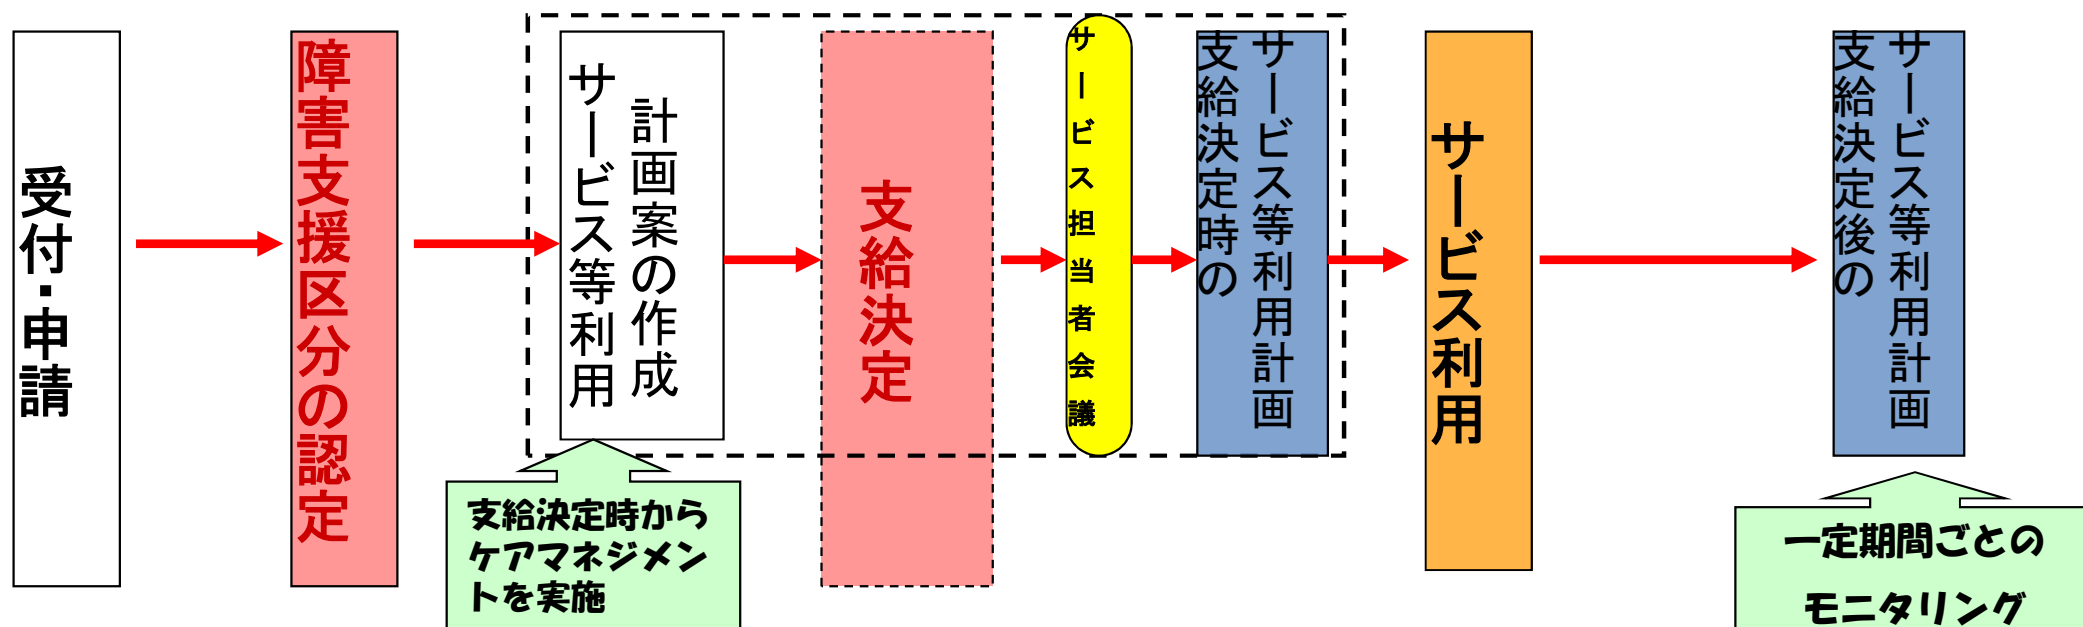 受付・申請
障害支援区分の認定
サービス等利用
計画案の作成
支給決定
サービス担当者会議
支給決定時の
サービス等利用計画
サービス利用
支給決定後の
サービス等利用計画
支給決定時から
ケアマネジメン
トを実施
一定期間ごとの
モニタリング